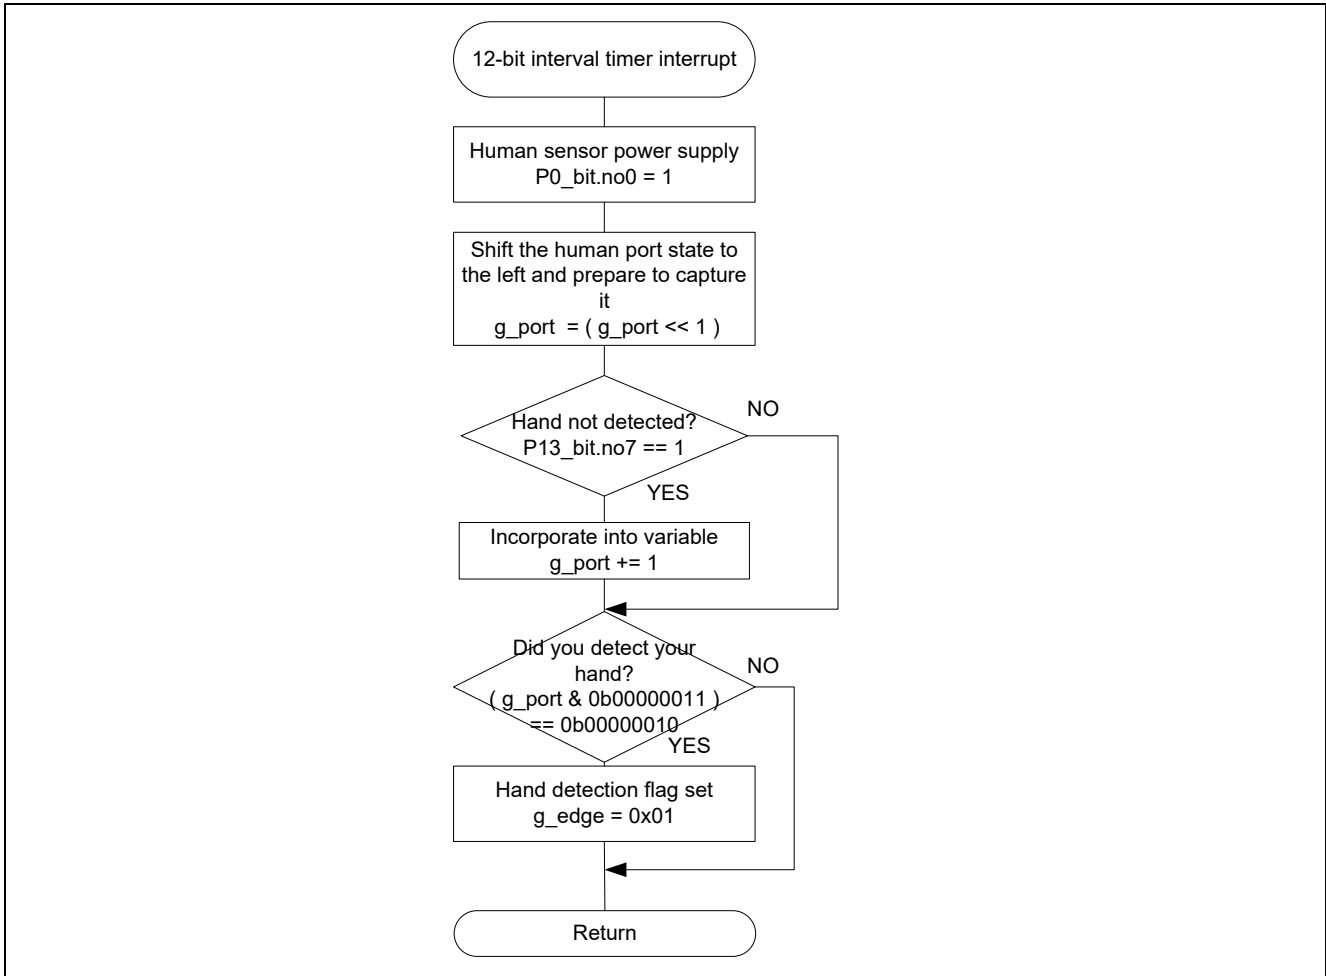 12-bit interval timer interrupt
Human sensor power supply
P0_bit.no0 = 1
Shift the human port state to
the left and prepare to capture
it
g_port = ( g_port << 1 )
Hand not detected?
P13_bit.no7 == 1
NO
YES
Incorporate into variable
g_port += 1
Did you detect your
hand?
( g_port & 0b00000011 )
== 0b00000010
NO
YES
Hand detection flag set
g_edge = 0x01
Return